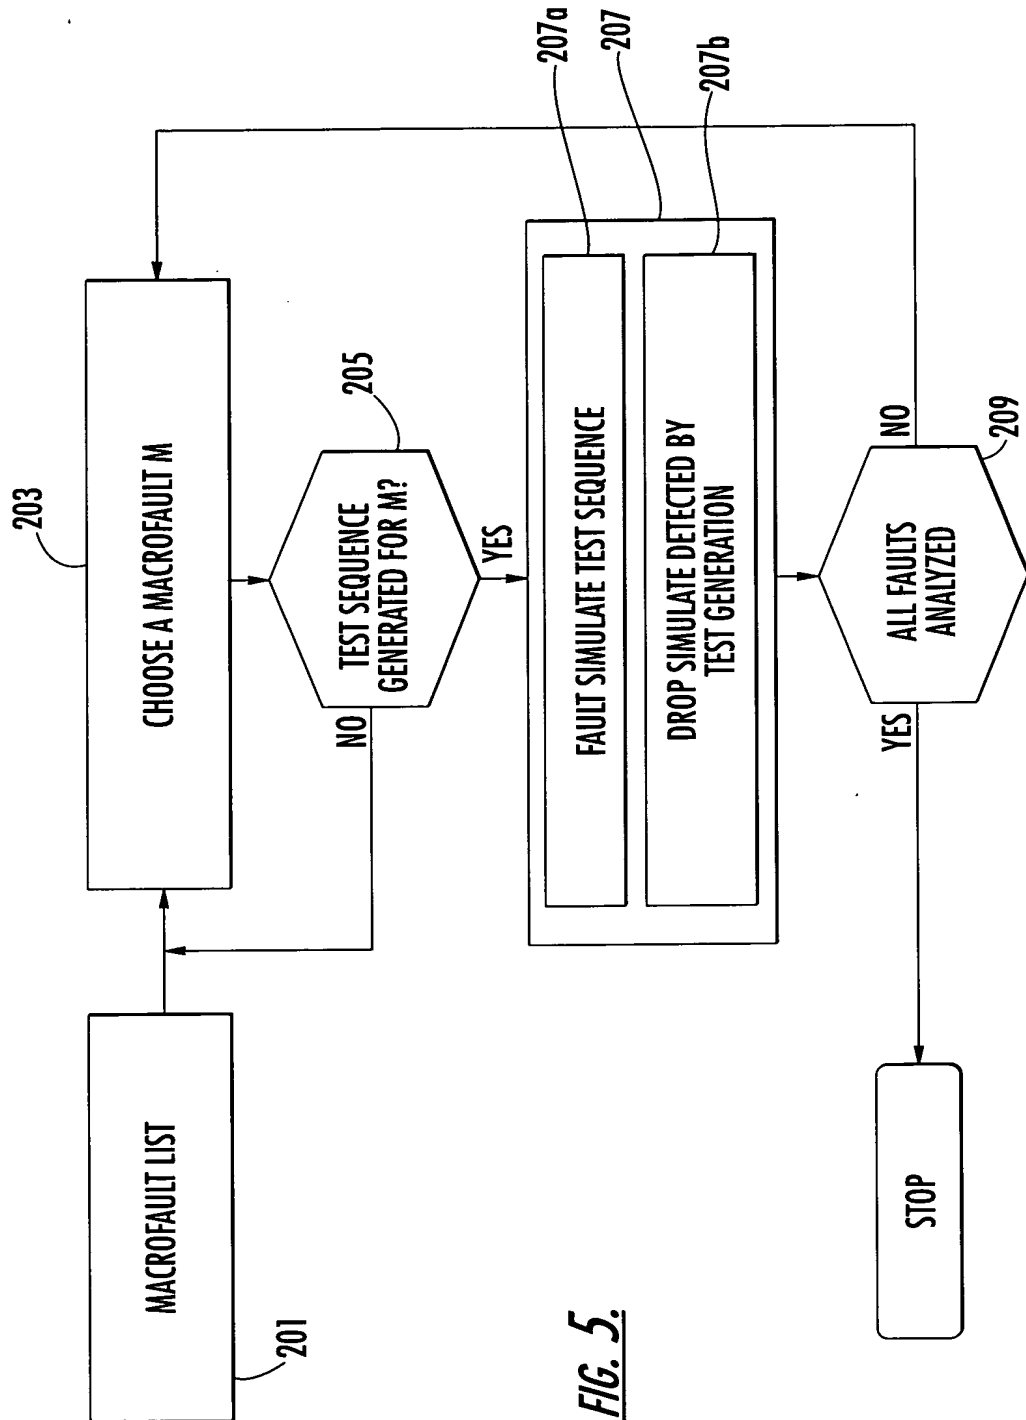 MACROFAULT LIST
201
CHOOSE A MACROFAULT M
203
TEST SEQUENCE
GENERATED FOR M?
205
NO
YES
FAULT SIMULATE TEST SEQUENCE
207a
207
DROP SIMULATE DETECTED BY
TEST GENERATION
207b
ALL FAULTS
ANALYZED
209
YES
NO
STOP
FIG. 5.